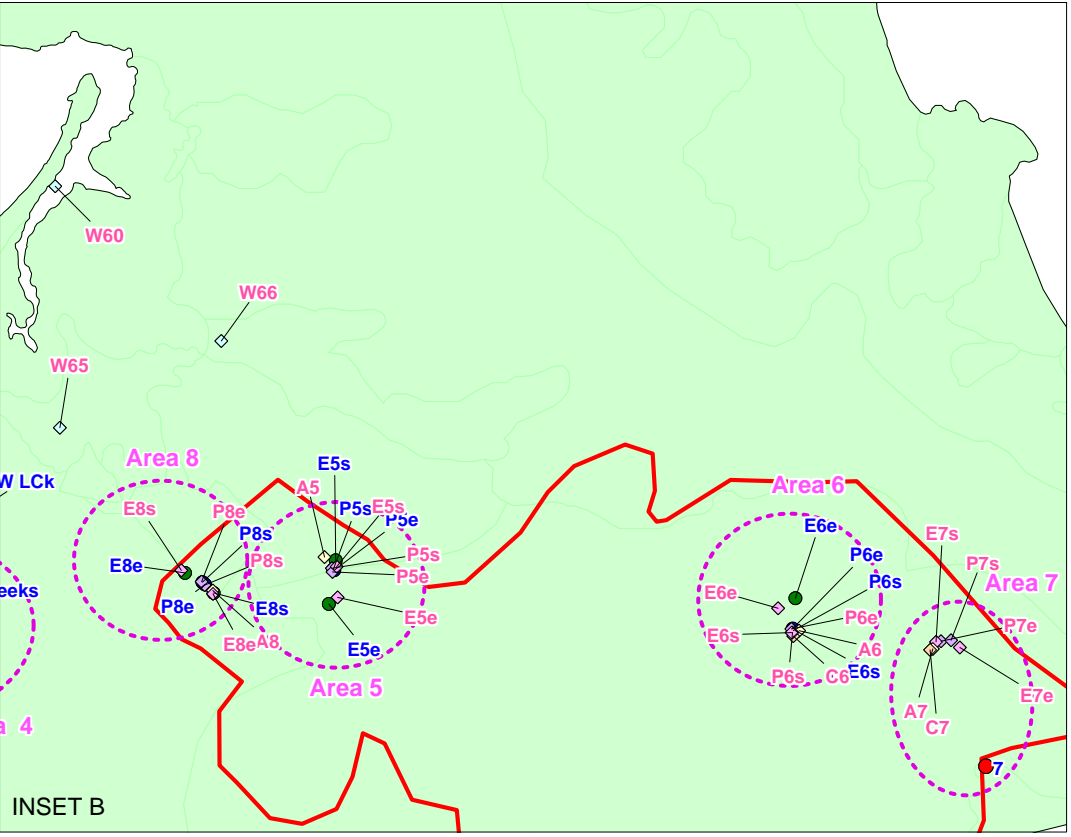 W60
W66
W65
Area 8
W LCk
E8s
P8e
P8s
P8s
E8e
P8e
E8s
E8e
A8
eeks
a 4
E5s
A5
P5s
E5s
P5e
P5s
P5e
E5e
E5e
Area 5
Area 6
E6e
P6e
P6s
E6e
P6e
E6s
A6
E6s
C6
P6s
E7s
P7s
Area 7
P7e
E7e
A7
C7
7
INSET B